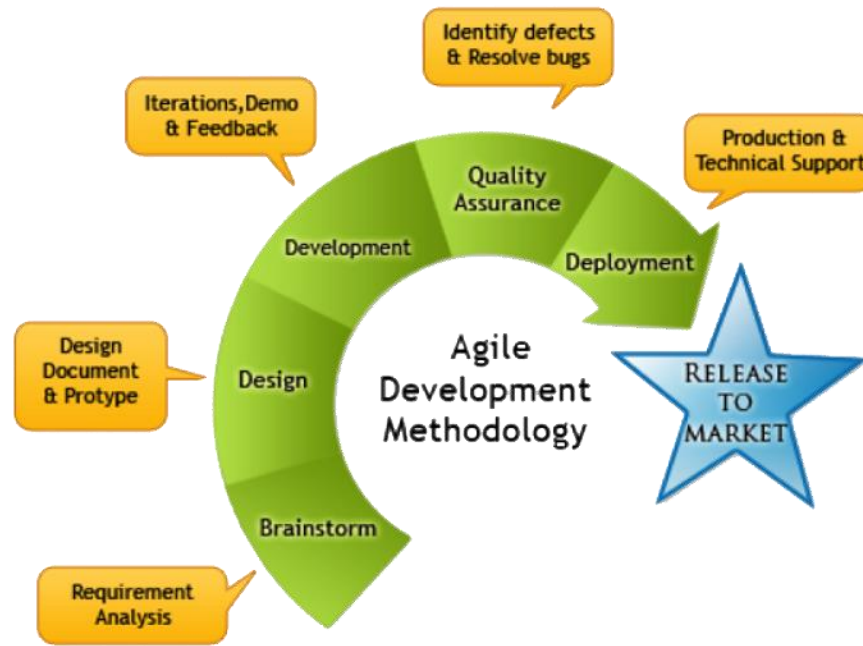 Identify defects
& Resolve bugs
Iterations,Demo
& Feedback
Production &
Technical Support
Quality
Assurance
Development
Deployment
Design
Document
& Protype
Design
Agile
Development
Methodology
RELEASE
TO
MARKET
Brainstorm
Requirement
Analysis